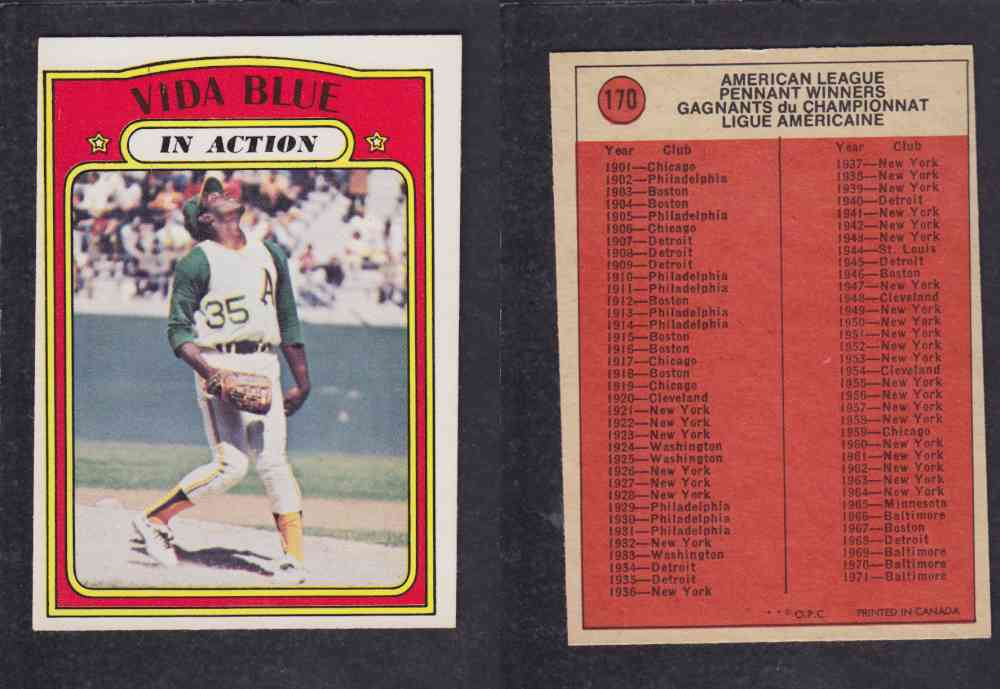 VIDA BLUE
IN ACTION
A
35
170
AMERICAN LEAGUE
PENNANT WINNERS
GAGNANTS du CHAMPIONNAT
LIGUE AMERICAINE
Year Club
1901—Chicago
1902—Philadelphia
1903—Boston
1904—Boston
1905—Philadelphia
1906—Chicago
1907—Detroit
1908—Detroit
1909—Detroit
1910—Philadelphia
1911—Philadelphia
1912—Boston
1913—Philadelphia
1914—Philadelphia
1915—Boston
1916—Boston
1917—Chicago
1918—Boston
1919—Chicago
1920—Cleveland
1921—New York
1922—New York
1923—New York
1924—Washington
1925—Washington
1926—New York
1927—New York
1928—New York
1929—Philadelphia
1930—Philadelphia
1931—Philadelphia
1932—New York
1933—Washington
1934—Detroit
1935—Detroit
1936—New York
Year Club
1937—New York
1938—New York
1939—New York
1940—Detroit
1941—New York
1942—New York
1943—New York
1944—St. Louis
1945—Detroit
1946—Boston
1947—New York
1948—Cleveland
1949—New York
1950—New York
1951—New York
1952—New York
1953—New York
1954—Cleveland
1955—New York
1956—New York
1957—New York
1958—New York
1959—Chicago
1960—New York
1961—New York
1962—New York
1963—New York
1964—New York
1965—Minnesota
1966—Baltimore
1967—Boston
1968—Detroit
1969—Baltimore
1970—Baltimore
1971—Baltimore
**© O.P.C. PRINTED IN CANADA